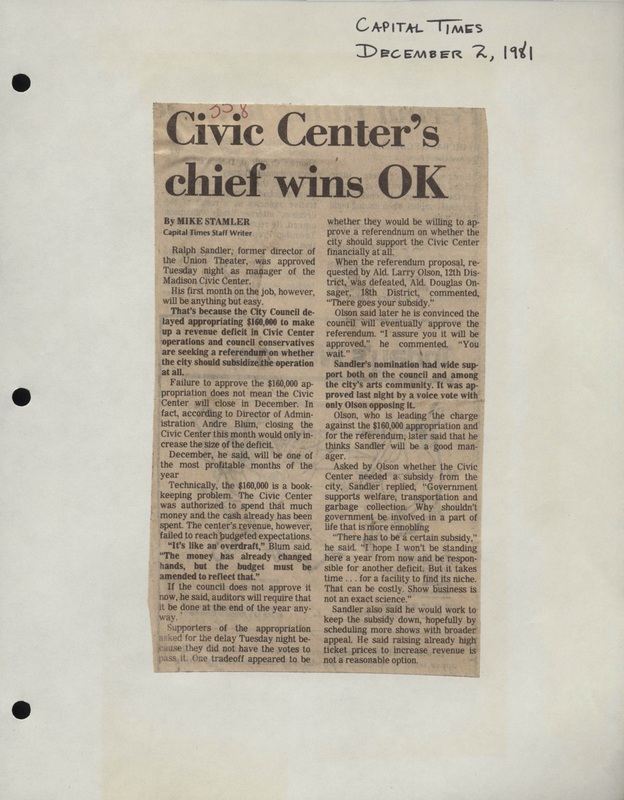 CAPITAL TIMES
DECEMBER 2, 1981
558
Civic Center's
chief wins OK
By MIKE STAMLER
Capital Times Staff Writer
Ralph Sandler, former director of
the Union Theater, was approved
Tuesday night as manager of the
Madison Civic Center.
His first month on the job, however,
will be anything but easy.
That's because the City Council de-
layed appropriating $160,000 to make
up a revenue deficit in Civic Center
operations and council conservatives
are seeking a referendum on whether
the city should subsidize the operation
at all.
Failure to approve the $160,000 ap-
propriation does not mean the Civic
Center will close in December. In
fact, according to Director of Admin-
istration Andre Blum, closing the
Civic Center this month would only in-
crease the size of the deficit.
December, he said, will be one of
the most profitable months of the
year
Technically, the $160,000 is a book-
keeping problem. The Civic Center
was authorized to spend that much
money and the cash already has been
spent. The center's revenue, however,
failed to reach budgeted expectations.
"It's like an overdraft," Blum said.
"The money has already changed
hands, but the budget must be
amended to reflect that."
If the council does not approve it
now, he said, auditors will require that
it be done at the end of the year any-
way.
Supporters of the appropriation
asked for the delay Tuesday night be-
cause they did not have the votes to
pass it. One tradeoff appeared to be
whether they would be willing to ap-
prove a referendnum on whether the
city should support the Civic Center
financially at all.
When the referendum proposal, re-
quested by Ald. Larry Olson, 12th Dis-
trict, was defeated, Ald. Douglas On-
sager, 18th District, commented,
"There goes your subsidy."
Olson said later he is convinced the
council will eventually approve the
referendum. "I assure you it will be
approved," he commented. "You
wait."
Sandler's nomination had wide sup-
port both on the council and among
the city's arts community. It was ap-
proved last night by a voice vote with
only Olson opposing it.
Olson, who is leading the charge
against the $160,000 appropriation and
for the referendum, later said that he
thinks Sandler will be a good man-
ager.
Asked by Olson whether the Civic
Center needed a subsidy from the
city, Sandler replied, "Government
supports welfare, transportation and
garbage collection. Why shouldn't
government be involved in a part of
life that is more ennobling
"There has to be a certain subsidy,"
he said. "I hope I won't be standing
here a year from now and be respon-
sible for another deficit. But it takes
time . . . for a facility to find its niche.
That can be costly. Show business is
not an exact science."
Sandler also said he would work to
keep the subsidy down, hopefully by
scheduling more shows with broader
appeal. He said raising already high
ticket prices to increase revenue is
not a reasonable option.